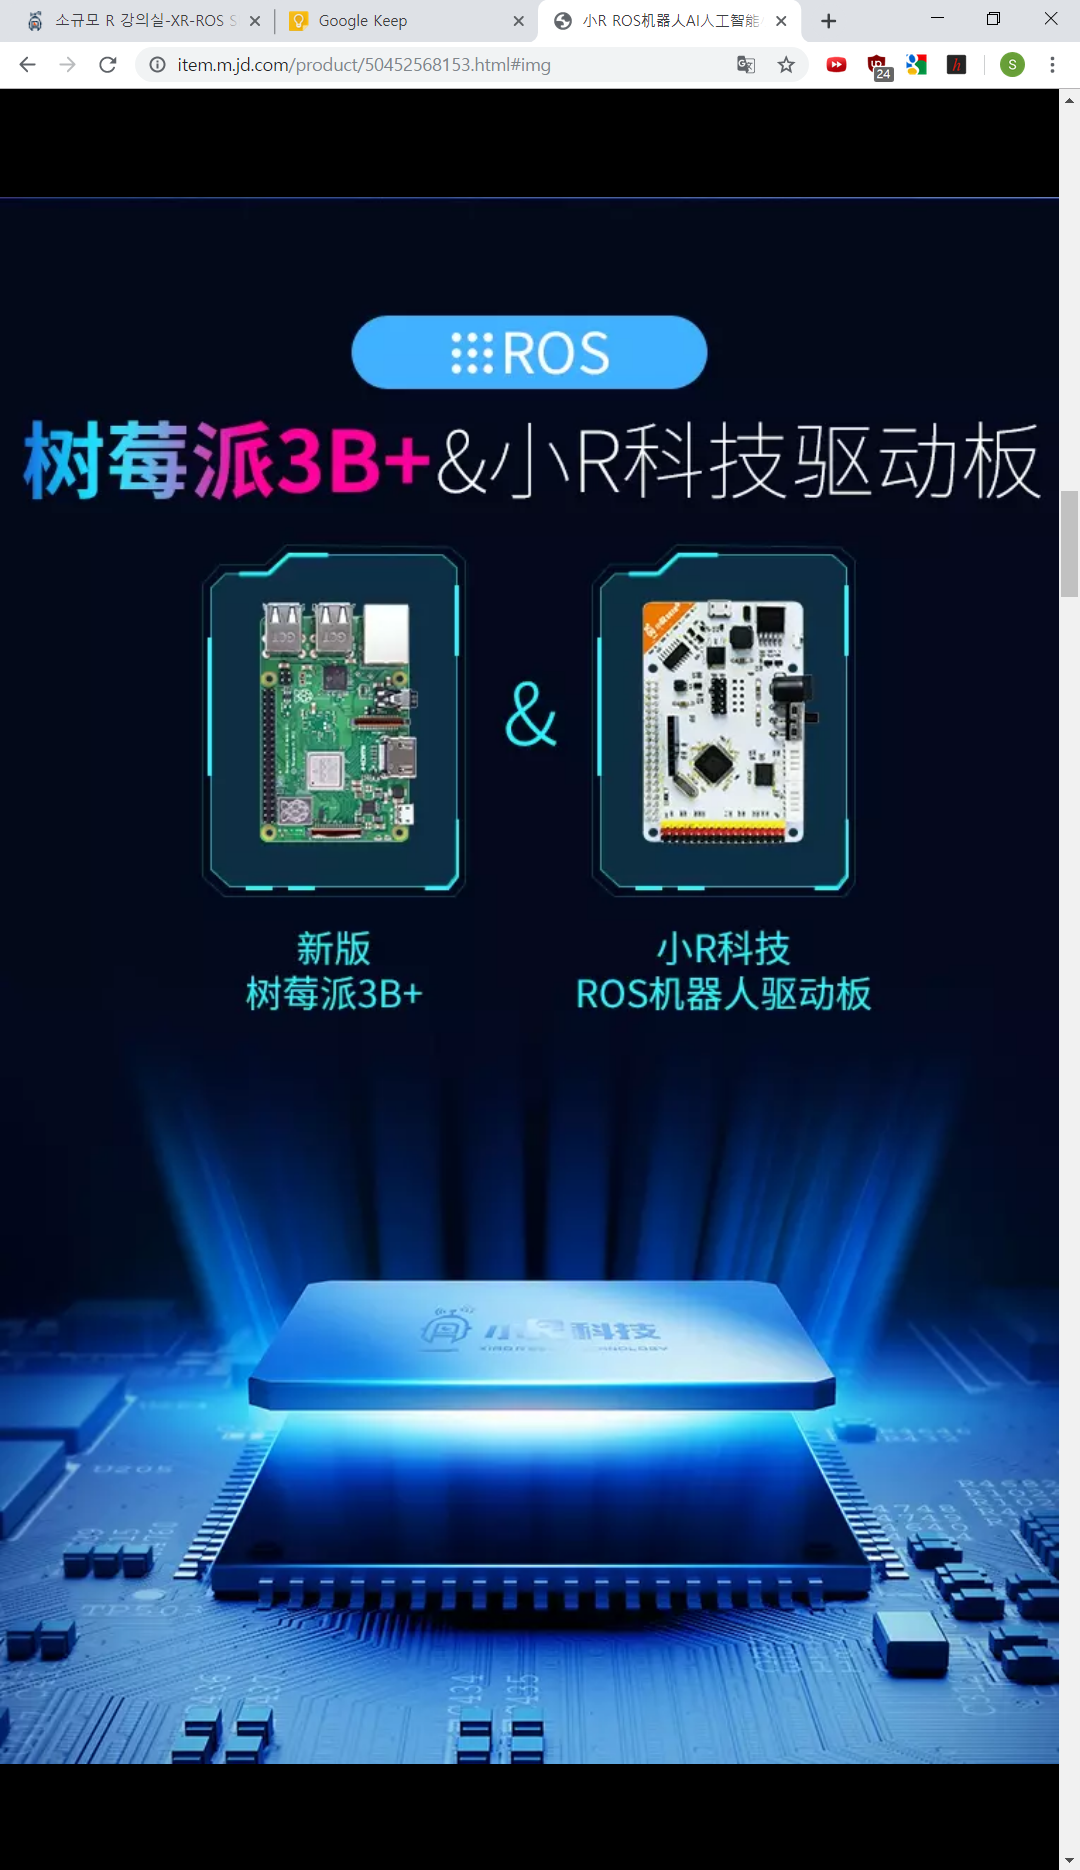 소규모 R 강의실-XR-ROS S
Google Keep
小R ROS机器人AI人工智能
item.m.jd.com/product/50452568153.html#img
24
S
ROS
树莓派3B+&小R科技驱动板
&
新版
树莓派3B+
小R科技
ROS机器人驱动板
小R科技